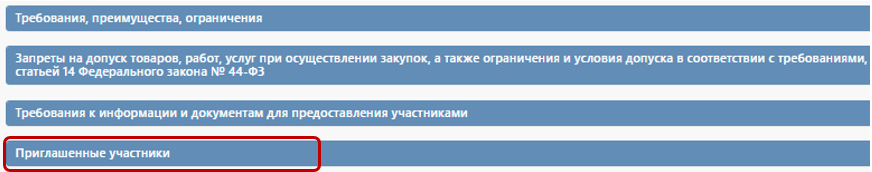 Требования, преимущества, ограничения
Запреты на допуск товаров, работ, услуг при осуществлении закупок, а также ограничения и условия допуска в соответствии с требованиями,
статьей 14 Федерального закона № 44-ФЗ
Требования к информации и документам для предоставления участниками
Приглашенные участники